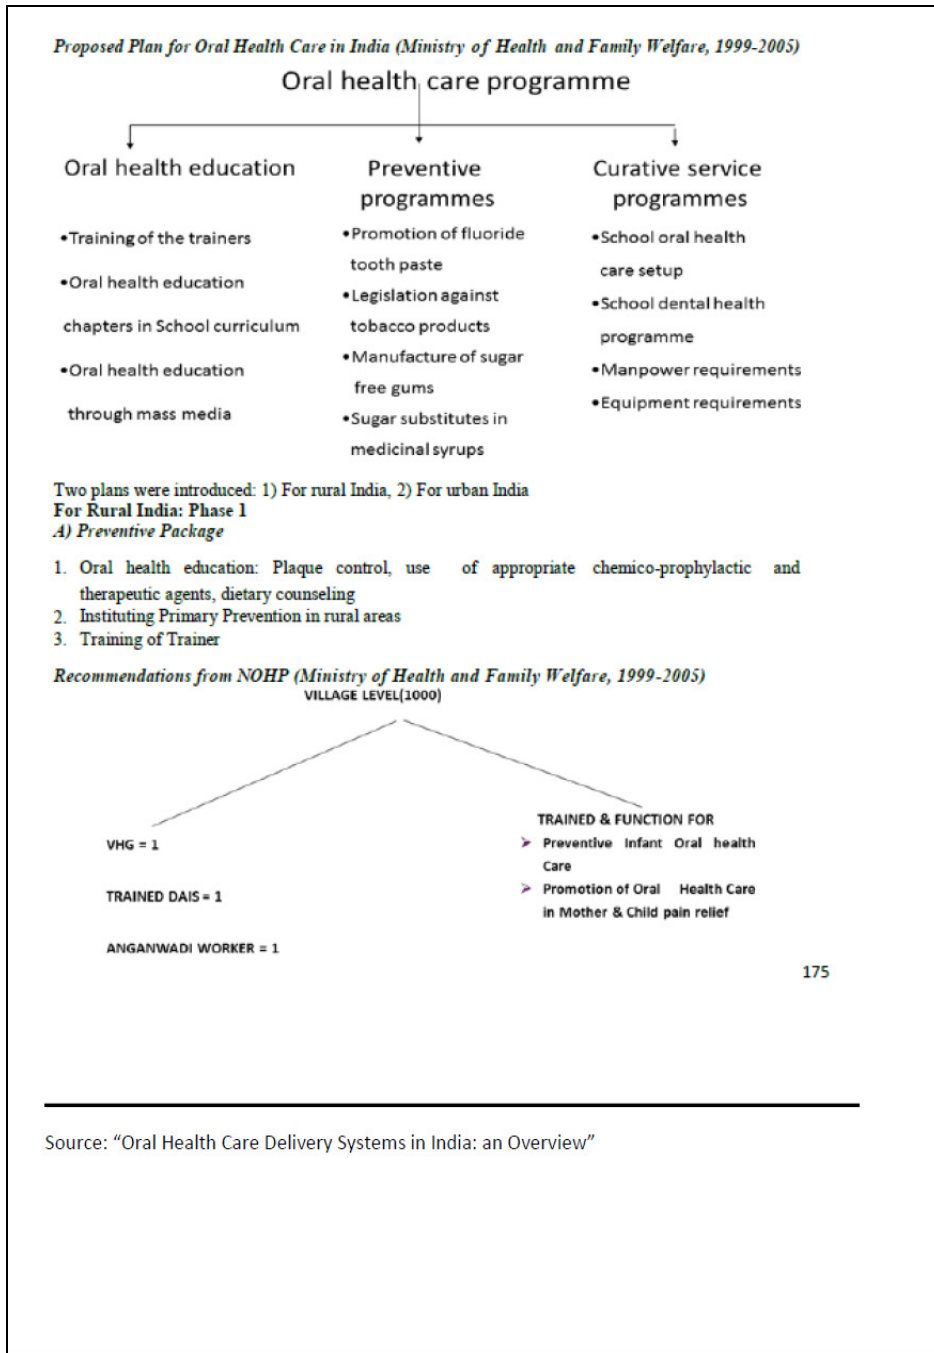 Proposed Plan for Oral Health Care in India (Ministry of Health and Family Welfare, 1999-2005)
Oral health care programme
Oral health education
•Training of the trainers
•Oral health education
chapters in School curriculum
•Oral health education
through mass media
Preventive
programmes
•Promotion of fluoride
tooth paste
•Legislation against
tobacco products
•Manufacture of sugar
free gums
•Sugar substitutes in
medicinal syrups
Curative service
programmes
•School oral health
care setup
•School dental health
programme
•Manpower requirements
•Equipment requirements
Two plans were introduced: 1) For rural India, 2) For urban India
For Rural India: Phase 1
A) Preventive Package
1. Oral health education: Plaque control, use of appropriate chemico-prophylactic and
therapeutic agents, dietary counseling
2. Instituting Primary Prevention in rural areas
3. Training of Trainer
Recommendations from NOHP (Ministry of Health and Family Welfare, 1999-2005)
VILLAGE LEVEL(1000)
VHG = 1
TRAINED DAIS = 1
ANGANWADI WORKER = 1
TRAINED & FUNCTION FOR
➢ Preventive Infant Oral health
Care
➢ Promotion of Oral Health Care
in Mother & Child pain relief
175
Source: “Oral Health Care Delivery Systems in India: an Overview”